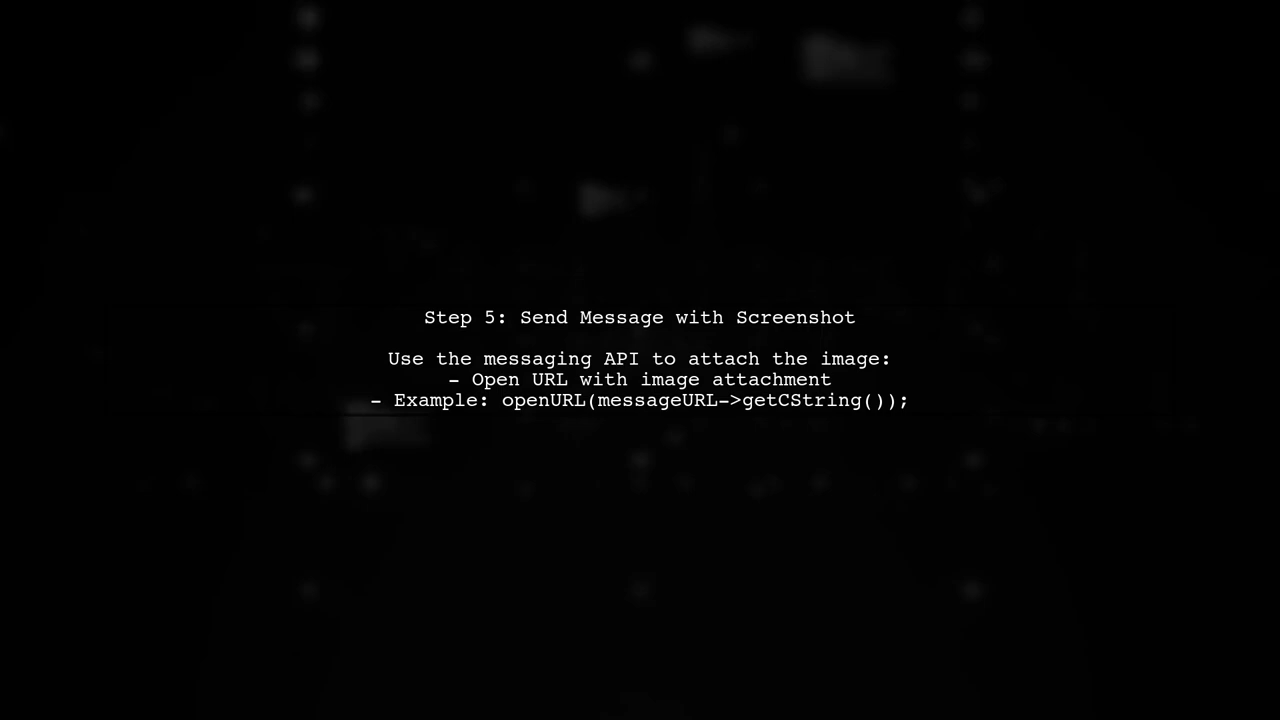 Step 5: Send Message with Screenshot
Use the messaging API to attach the image:
- Open URL with image attachment
- Example: openURL(messageURL->getCString());